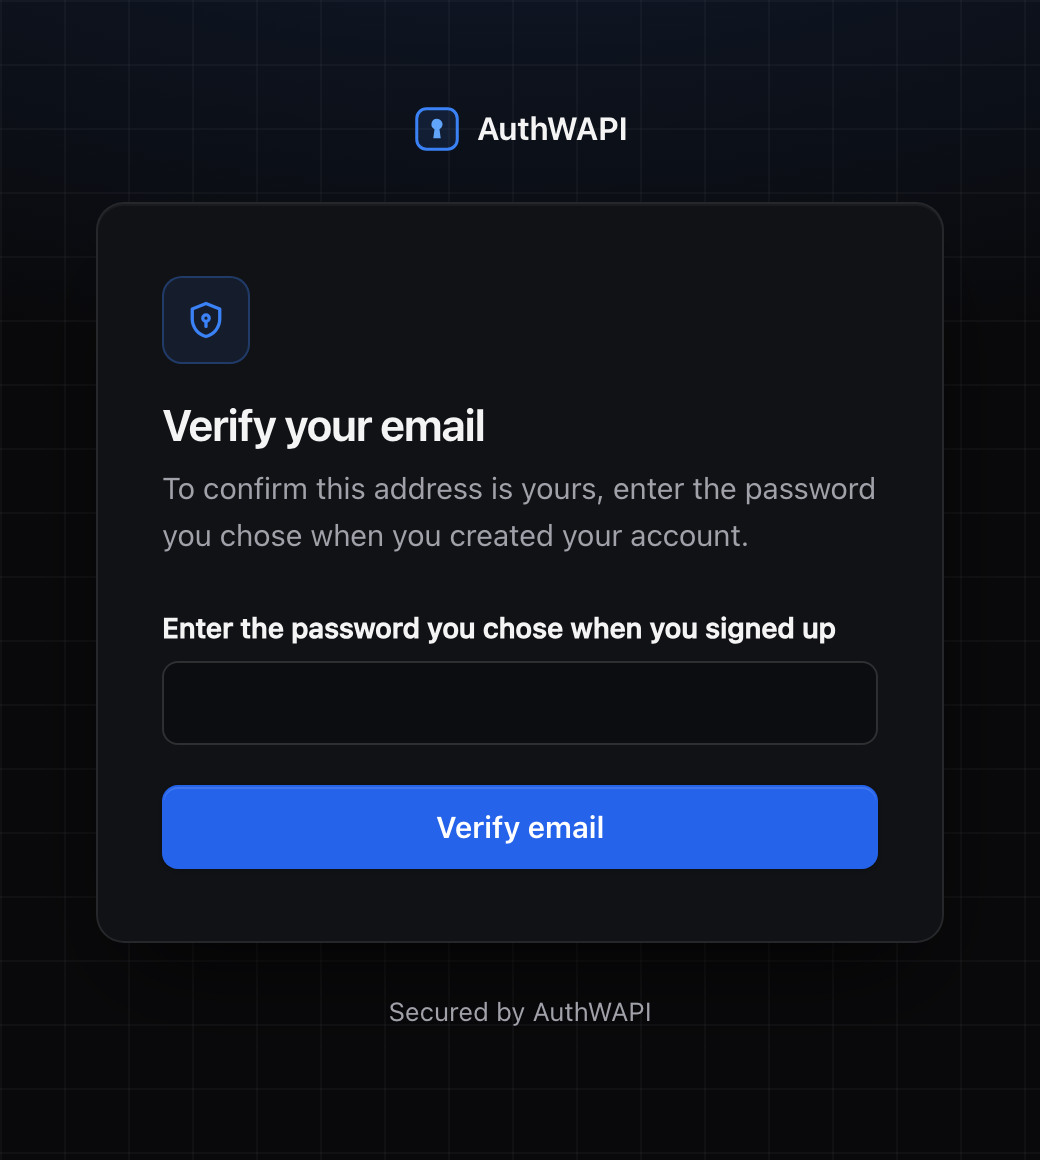 AuthWAPI
Verify your email
To confirm this address is yours, enter the password
you chose when you created your account.
Enter the password you chose when you signed up
Verify email
Secured by AuthWAPI